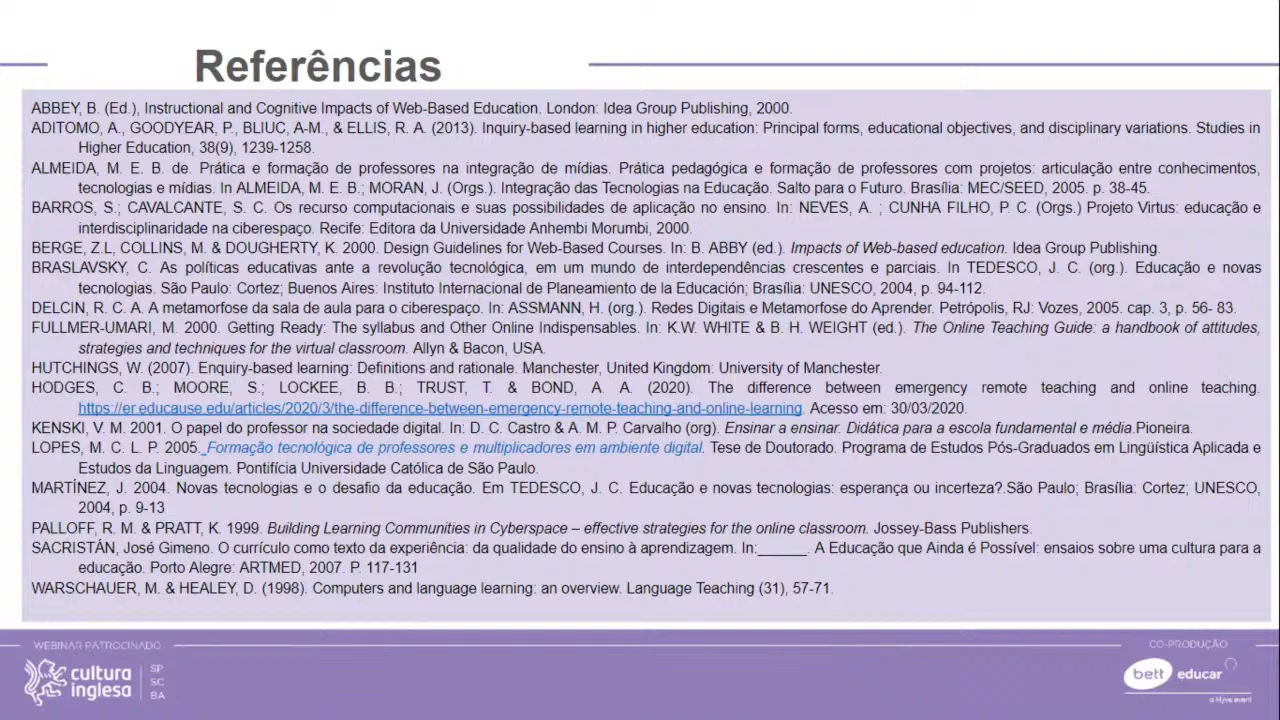 Referências
ABBEY, B. (Ed.), Instructional and Cognitive Impacts of Web-Based Education. London: Idea Group Publishing, 2000.
ADITOMO, A., GOODYEAR, P., BLIUC, A-M., & ELLIS, R. A. (2013). Inquiry-based learning in higher education: Principal forms, educational objectives, and disciplinary variations. Studies in
Higher Education, 38(9), 1239-1258.
ALMEIDA, M. E. B. de. Prática e formação de professores na integração de mídias. Prática pedagógica e formação de professores com projetos: articulação entre conhecimentos,
tecnologias e mídias. In ALMEIDA, M. E. B.; MORAN, J. (Orgs.). Integração das Tecnologias na Educação. Salto para o Futuro. Brasília: MEC/SEED, 2005. p. 38-45.
BARROS, S.; CAVALCANTE, S. C. Os recurso computacionais e suas possibilidades de aplicação no ensino. In: NEVES, A. ; CUNHA FILHO, P. C. (Orgs.) Projeto Virtus: educação e
interdisciplinaridade na ciberespaço. Recife: Editora da Universidade Anhembi Morumbi, 2000.
BERGE, Z.L, COLLINS, M. & DOUGHERTY, K. 2000. Design Guidelines for Web-Based Courses. In: B. ABBY (ed.). Impacts of Web-based education. Idea Group Publishing.
BRASLAVSKY, C. As políticas educativas ante a revolução tecnológica, em um mundo de interdependências crescentes e parciais. In TEDESCO, J. C. (org.). Educação e novas
tecnologias. São Paulo: Cortez; Buenos Aires: Instituto Internacional de Planeamiento de la Educación; Brasília: UNESCO, 2004, p. 94-112.
DELCIN, R. C. A. A metamorfose da sala de aula para o ciberespaço. In: ASSMANN, H. (org.). Redes Digitais e Metamorfose do Aprender. Petrópolis, RJ: Vozes, 2005. cap. 3, p. 56- 83.
FULLMER-UMARI, M. 2000. Getting Ready: The syllabus and Other Online Indispensables. In: K.W. WHITE & B. H. WEIGHT (ed.). The Online Teaching Guide: a handbook of attitudes,
strategies and techniques for the virtual classroom. Allyn & Bacon, USA.
HUTCHINGS, W. (2007). Enquiry-based learning: Definitions and rationale. Manchester, United Kingdom: University of Manchester.
HODGES, C. B.; MOORE, S.; LOCKEE, B. B.; TRUST, T. & BOND, A. A. (2020). The difference between emergency remote teaching and online teaching.
https://er.educause.edu/articles/2020/3/the-difference-between-emergency-remote-teaching-and-online-learning. Acesso em: 30/03/2020.
KENSKI, V. M. 2001. O papel do professor na sociedade digital. In: D. C. Castro & A. M. P. Carvalho (org). Ensinar a ensinar. Didática para a escola fundamental e média.Pioneira.
LOPES, M. C. L. P. 2005. Formação tecnológica de professores e multiplicadores em ambiente digital. Tese de Doutorado. Programa de Estudos Pós-Graduados em Lingüística Aplicada e
Estudos da Linguagem. Pontifícia Universidade Católica de São Paulo.
MARTÍNEZ, J. 2004. Novas tecnologias e o desafio da educação. Em TEDESCO, J. C. Educação e novas tecnologias: esperança ou incerteza?.São Paulo; Brasília: Cortez; UNESCO,
2004, p. 9-13
PALLOFF, R. M. & PRATT, K. 1999. Building Learning Communities in Cyberspace – effective strategies for the online classroom. Jossey-Bass Publishers.
SACRISTÁN, José Gimeno. O currículo como texto da experiência: da qualidade do ensino à aprendizagem. In:______. A Educação que Ainda é Possível: ensaios sobre uma cultura para a
educação. Porto Alegre: ARTMED, 2007. P. 117-131
WARSCHAUER, M. & HEALEY, D. (1998). Computers and language learning: an overview. Language Teaching (31), 57-71.
WEBINAR PATROCINADO
cultura inglesa
SP
SC
BA
CO-PRODUÇÃO
bett educar
a Hyve event